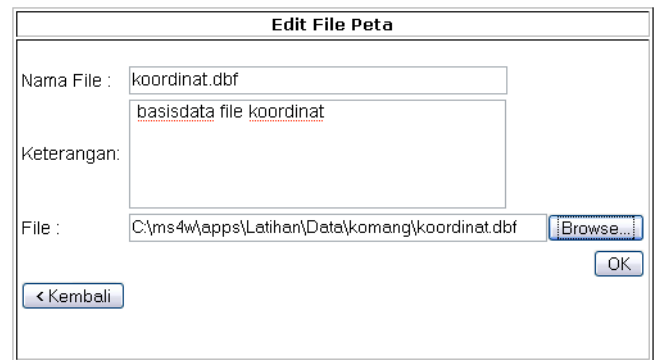 Edit File Peta
Nama File : koordinat.dbf
basisdata file koordinat
Keterangan:
File : C:\ms4w\apps\Latihan\Data\komang\koordinat.dbf Browse...
OK
< Kembali